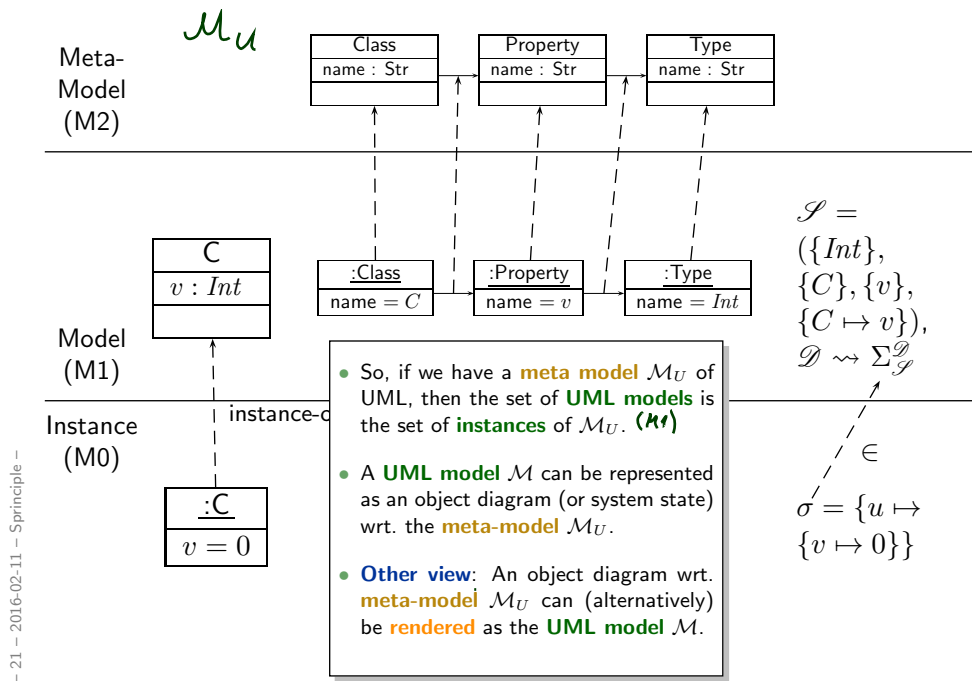 ℳ_U
Meta-
Model
(M2)
Class
name : Str
Property
name : Str
Type
name : Str
C
v : Int
:Class
name = C
:Property
name = v
:Type
name = Int
𝒮 =
({Int},
{C}, {v},
{C ↦ v}),
𝒟 ⇝ Σ_𝒮^𝒟
Model
(M1)
instance-o
Instance
(M0)
:C
v = 0
• So, if we have a meta model ℳ_U of
UML, then the set of UML models is
the set of instances of ℳ_U. (M1)
• A UML model ℳ can be represented
as an object diagram (or system state)
wrt. the meta-model ℳ_U.
• Other view: An object diagram wrt.
meta-model ℳ_U can (alternatively)
be rendered as the UML model ℳ.
∈
σ = {u ↦
{v ↦ 0}}
– 21 – 2016-02-11 – Sprinciple –